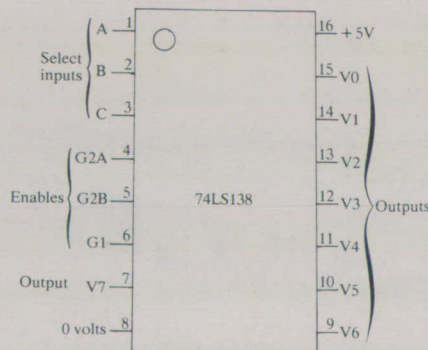 A 1
Select inputs
B 2
C 3
G2A 4
Enables G2B 5
G1 6
Output V7 7
0 volts 8
74LS138
16 +5V
15 V0
14 V1
13 V2
12 V3
Outputs
11 V4
10 V5
9 V6